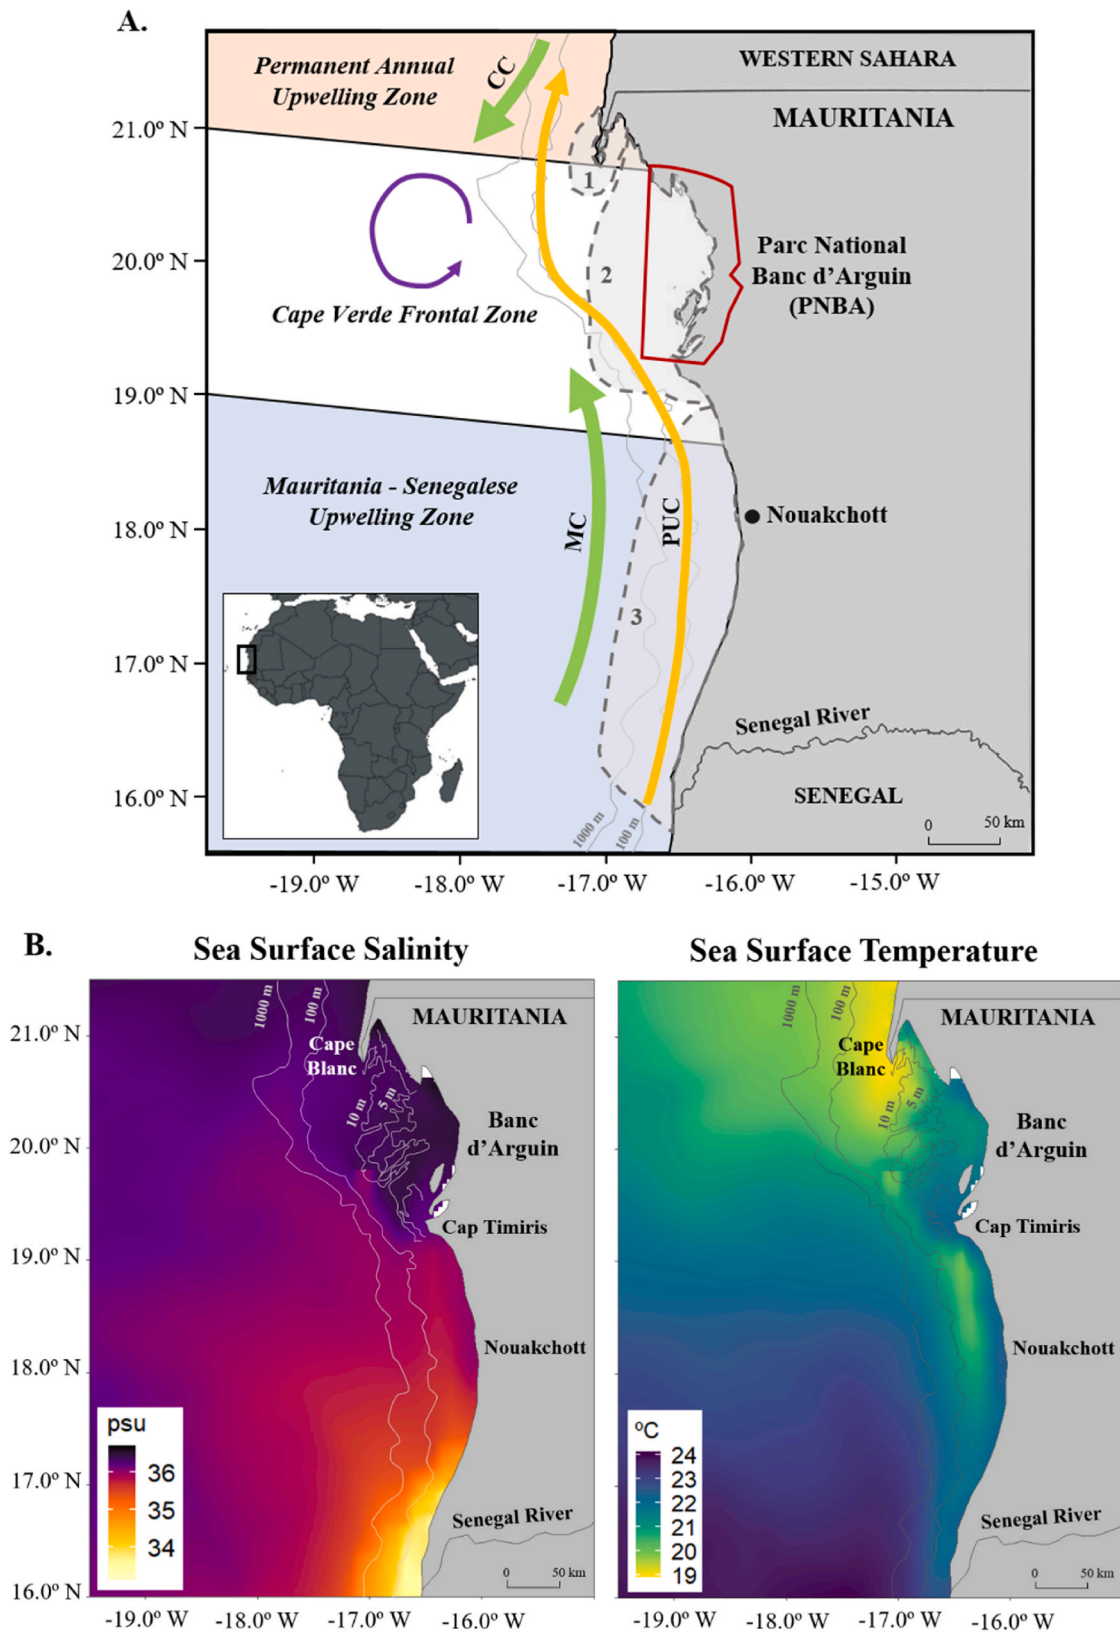 A.
Permanent Annual
Upwelling Zone
CC
WESTERN SAHARA
MAURITANIA
21.0º N
1
Parc National
Banc d’Arguin
(PNBA)
20.0º N
2
Cape Verde Frontal Zone
19.0º N
Mauritania - Senegalese
Upwelling Zone
MC
PUC
Nouakchott
18.0º N
3
17.0º N
Senegal River
16.0º N
SENEGAL
1000 m
100 m
0 50 km
-19.0º W -18.0º W -17.0º W -16.0º W -15.0º W
B.
Sea Surface Salinity
1000 m
100 m
MAURITANIA
21.0º N
Cape
Blanc
10 m
5 m
Banc
d’Arguin
20.0º N
Cap Timiris
19.0º N
Nouakchott
18.0º N
psu
36
35
34
17.0º N
Senegal River
0 50 km
16.0º N
-19.0º W -18.0º W -17.0º W -16.0º W
Sea Surface Temperature
1000 m
100 m
MAURITANIA
Cape
Blanc
10 m
5 m
Banc
d’Arguin
Cap Timiris
Nouakchott
ºC
24
23
22
21
20
19
Senegal River
0 50 km
-19.0º W -18.0º W -17.0º W -16.0º W